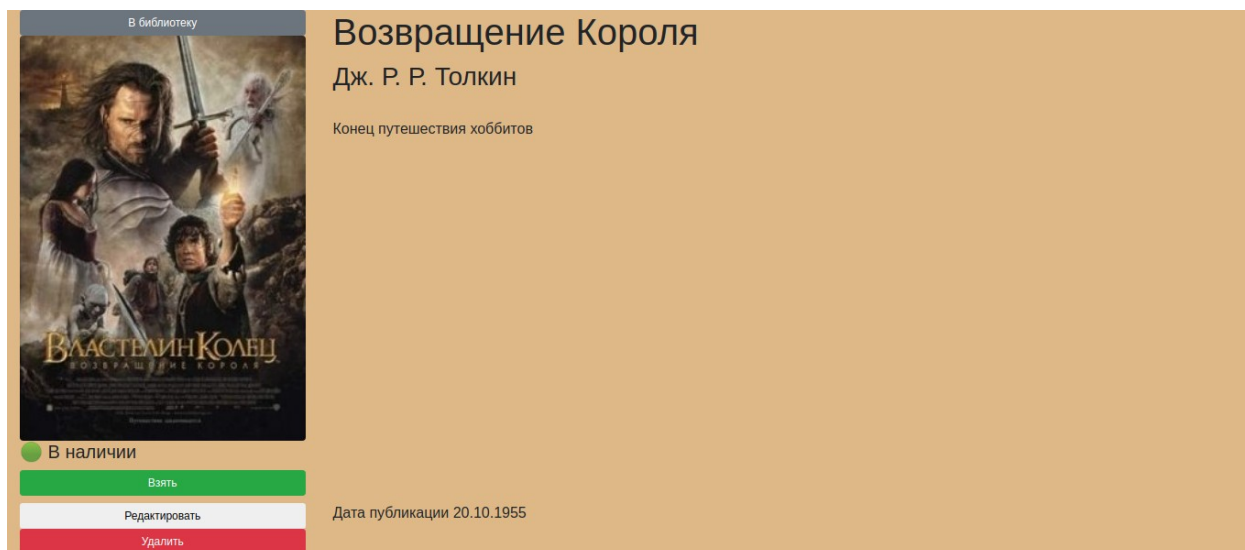 В библиотеку
Возвращение Короля
Дж. Р. Р. Толкин
Конец путешествия хоббитов
ВЛАСТЕЛИН КОЛЕЦ
ВОЗВРАЩЕНИЕ КОРОЛЯ
В наличии
Взять
Редактировать
Дата публикации 20.10.1955
Удалить